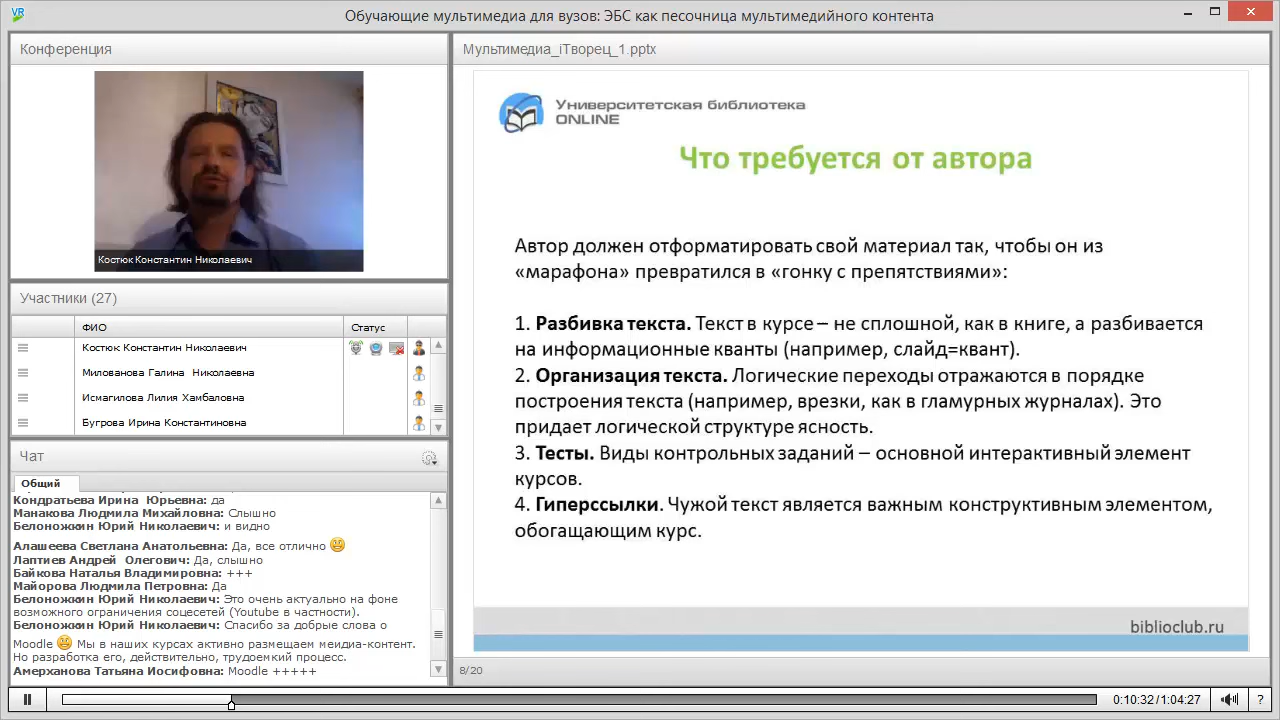 VR
Обучающие мультимедиа для вузов: ЭБС как песочница мультимедийного контента
Конференция
Костюк Константин Николаевич
Участники (27)
ФИО
Статус
Костюк Константин Николаевич
Милованова Галина Николаевна
Исмагилова Лилия Хамбаловна
Бугрова Ирина Константиновна
Чат
Общий
Кондратьева Ирина Юрьевна: да
Манакова Людмила Михайловна: Слышно
Белоножкин Юрий Николаевич: и видно
Алашеева Светлана Анатольевна: Да, все отлично
Лаптиев Андрей Олегович: Да, слышно
Байкова Наталья Владимировна: +++
Майорова Людмила Петровна: Да
Белоножкин Юрий Николаевич: Это очень актуально на фоне
возможного ограничения соцсетей (Youtube в частности).
Белоножкин Юрий Николаевич: Спасибо за добрые слова о
Moodle Мы в наших курсах активно размещаем меидиа-контент.
Но разработка его, действительно, трудоемкий процесс.
Амерханова Татьяна Иосифовна: Moodle +++++
Мультимедиа_iТворец_1.pptx
Университетская библиотека
ONLINE
Что требуется от автора
Автор должен отформатировать свой материал так, чтобы он из
«марафона» превратился в «гонку с препятствиями»:
1. Разбивка текста. Текст в курсе – не сплошной, как в книге, а разбивается
на информационные кванты (например, слайд=квант).
2. Организация текста. Логические переходы отражаются в порядке
построения текста (например, врезки, как в гламурных журналах). Это
придает логической структуре ясность.
3. Тесты. Виды контрольных заданий – основной интерактивный элемент
курсов.
4. Гиперссылки. Чужой текст является важным конструктивным элементом,
обогащающим курс.
biblioclub.ru
8/20
0:10:32/1:04:27
?